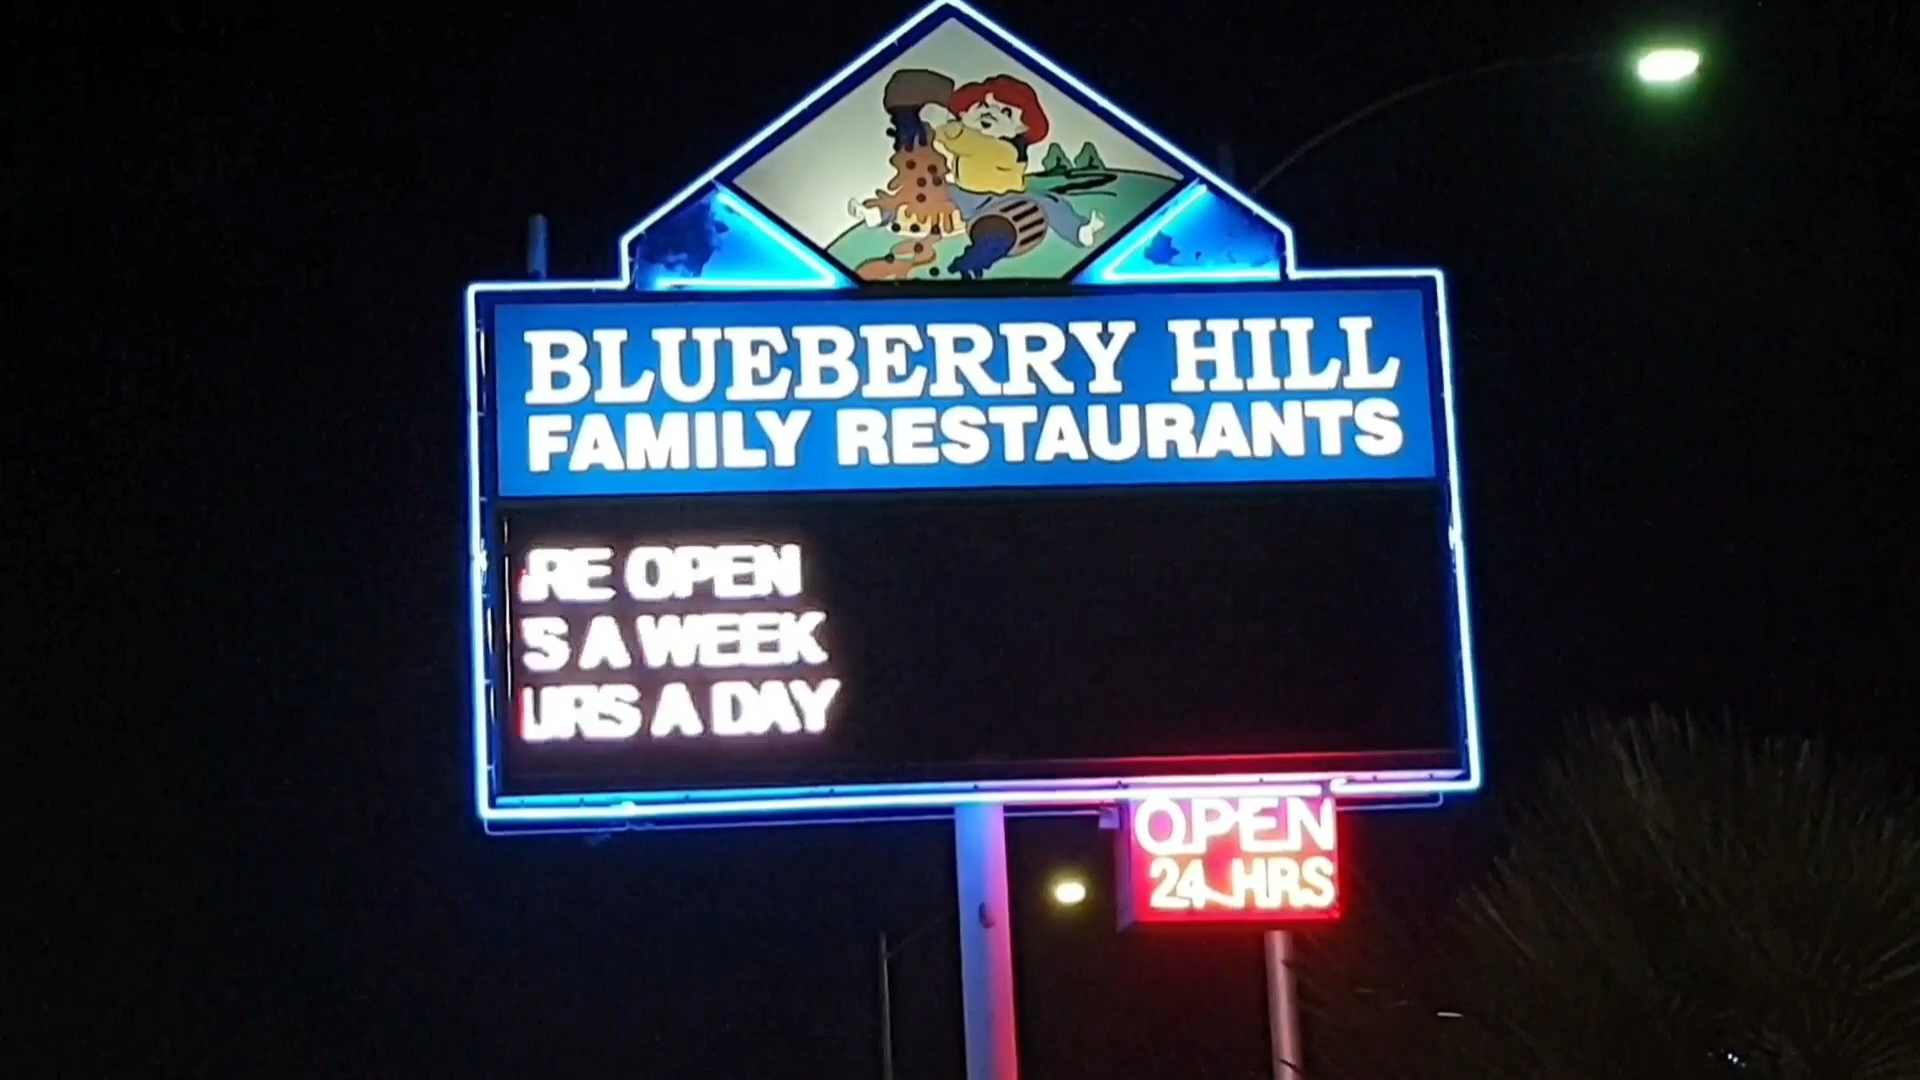 BLUEBERRY HILL
FAMILY RESTAURANTS
RE OPEN
S A WEEK
URS A DAY
OPEN
24 HRS